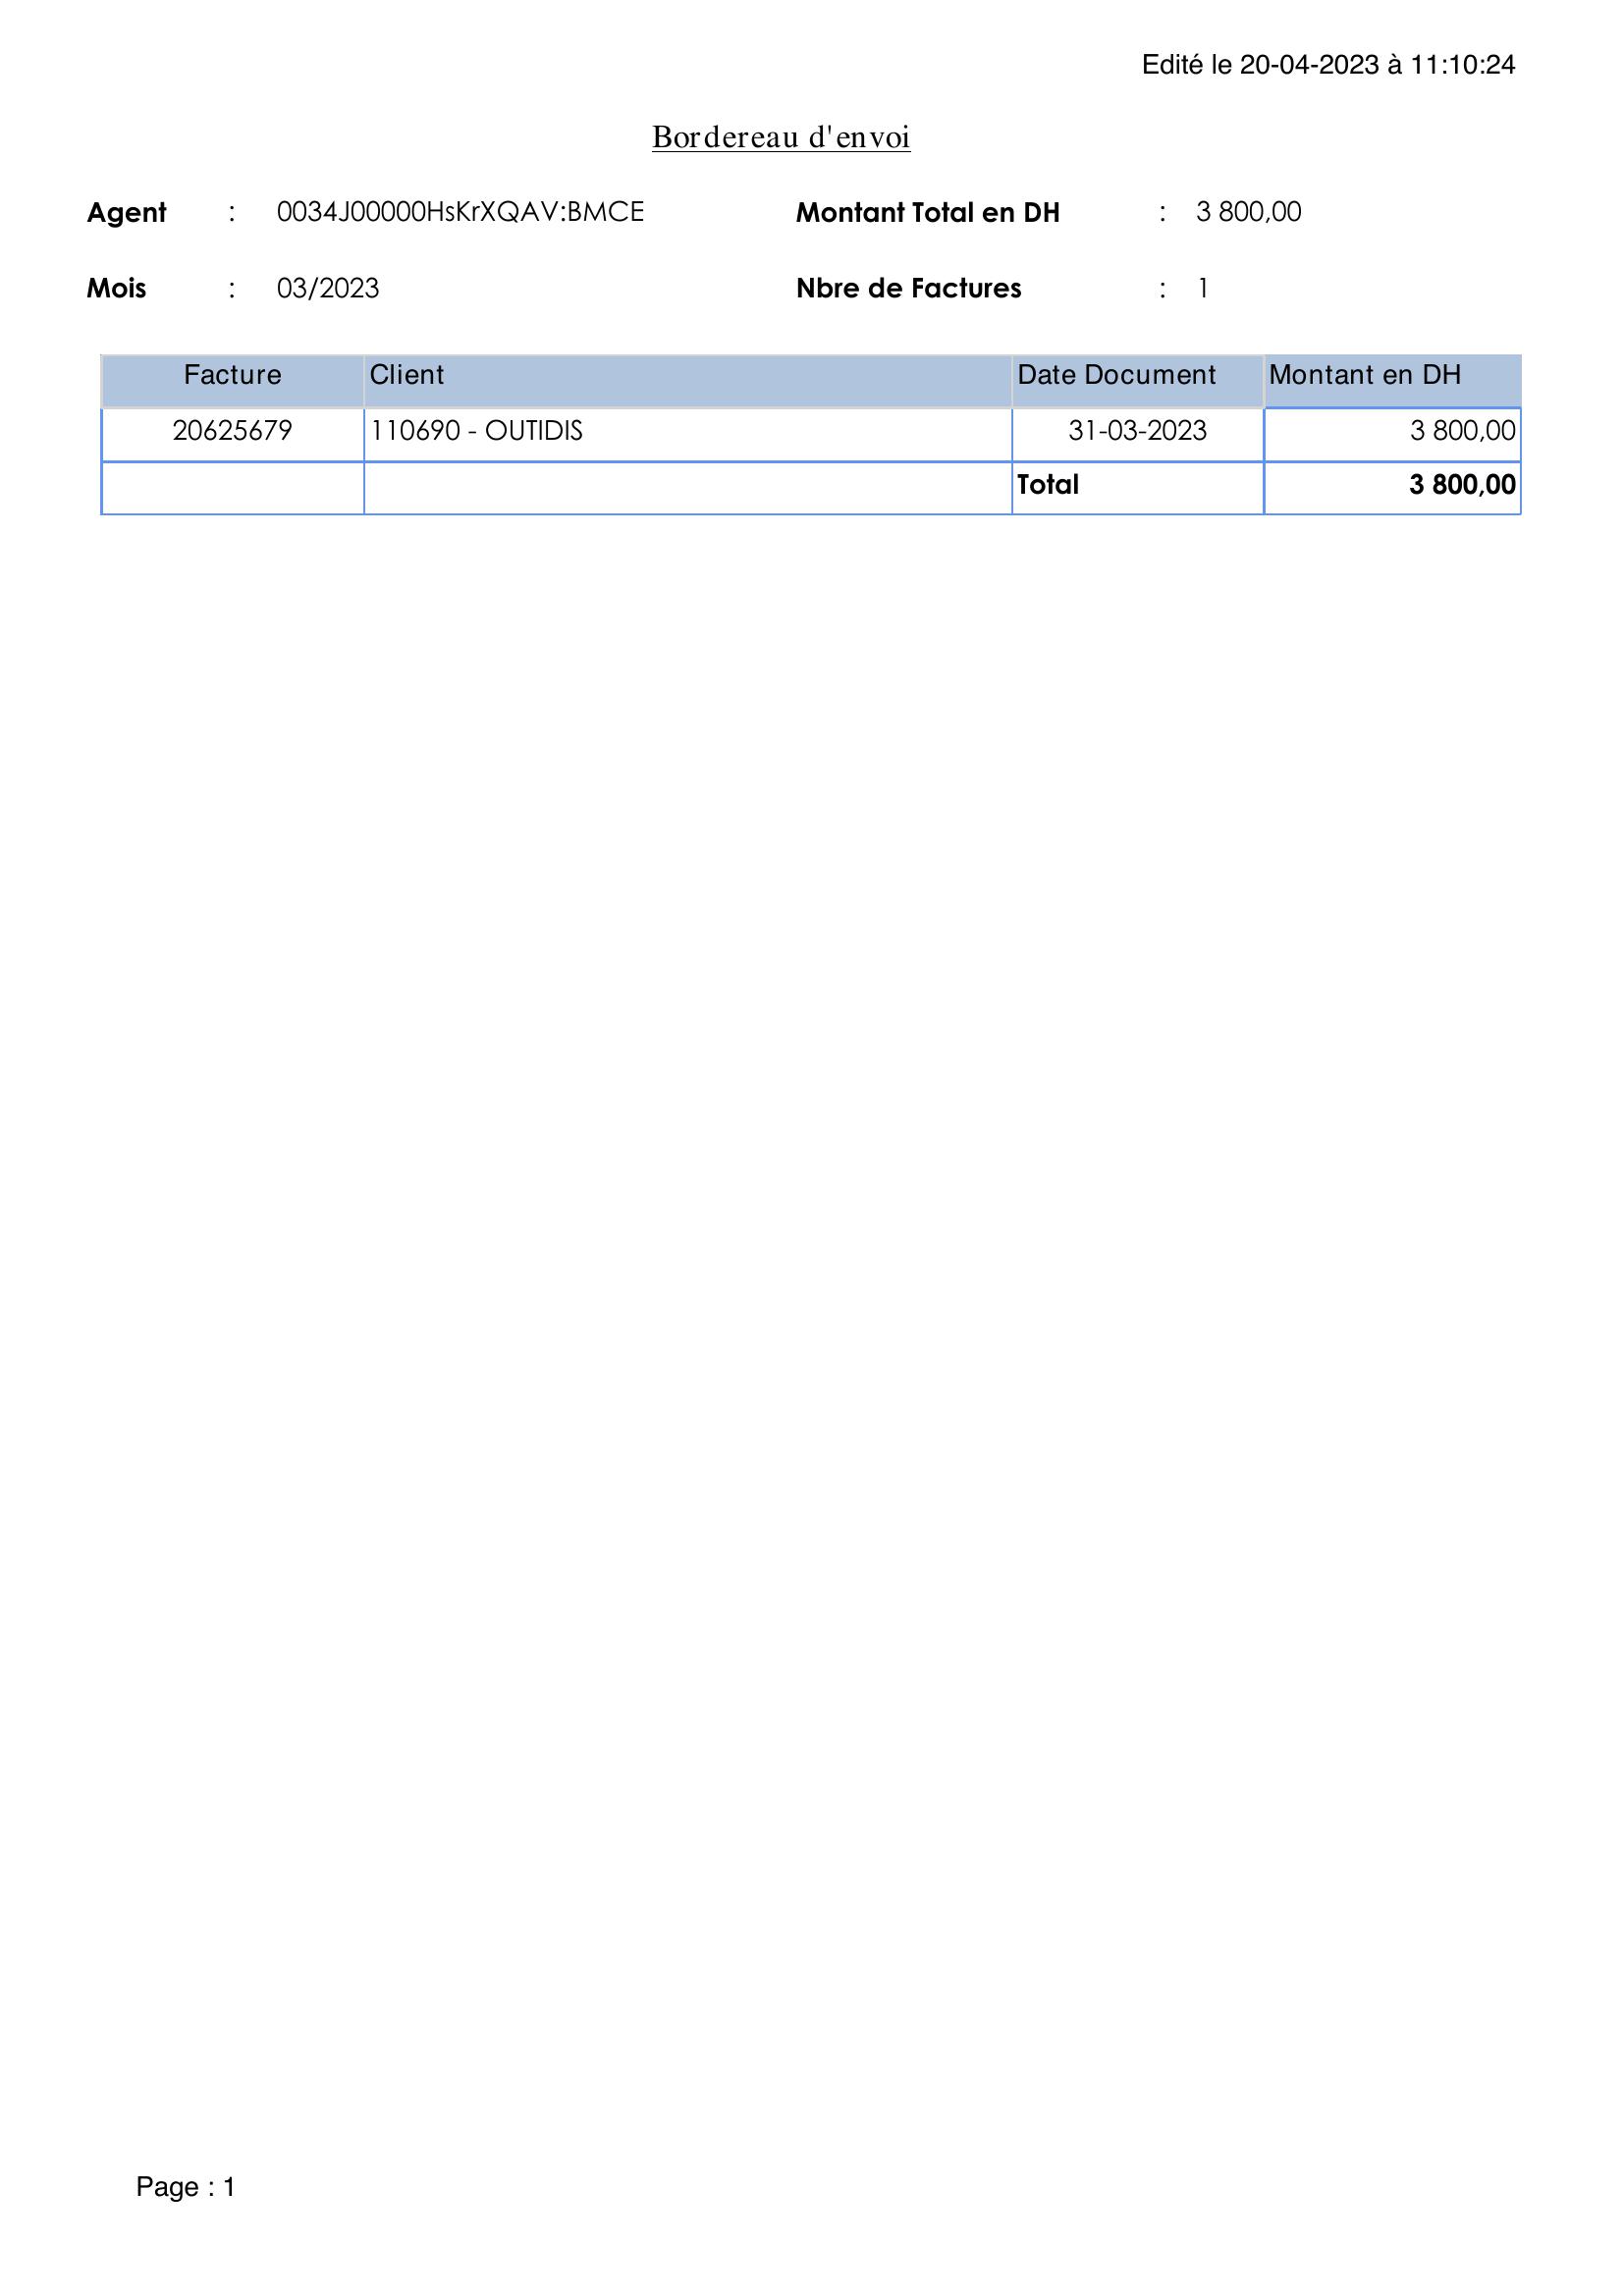 Edité le 20-04-2023 à 11:10:24
Bordereau d'envoi
Agent : 0034J00000HsKrXQAV:BMCE Montant Total en DH : 3 800,00
Mois : 03/2023 Nbre de Factures : 1
Facture Client Date Document Montant en DH
20625679 110690 - OUTIDIS 31-03-2023 3 800,00
Total 3 800,00
Page : 1